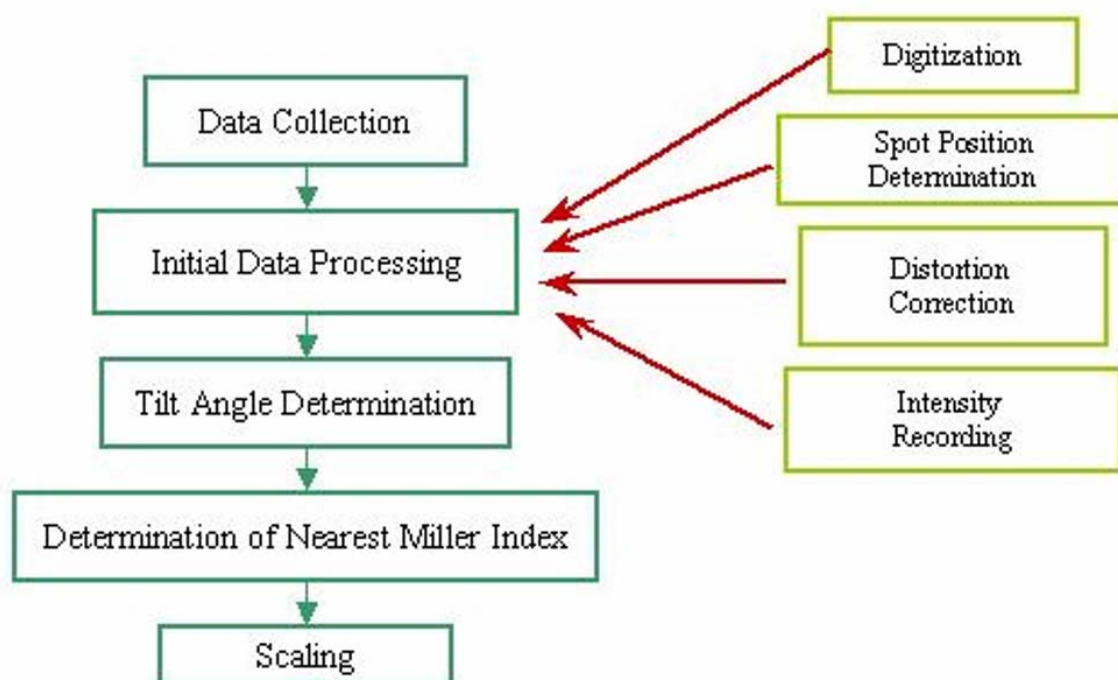 Data Collection
Initial Data Processing
Tilt Angle Determination
Determination of Nearest Miller Index
Scaling
Digitization
Spot Position
Determination
Distortion
Correction
Intensity
Recording